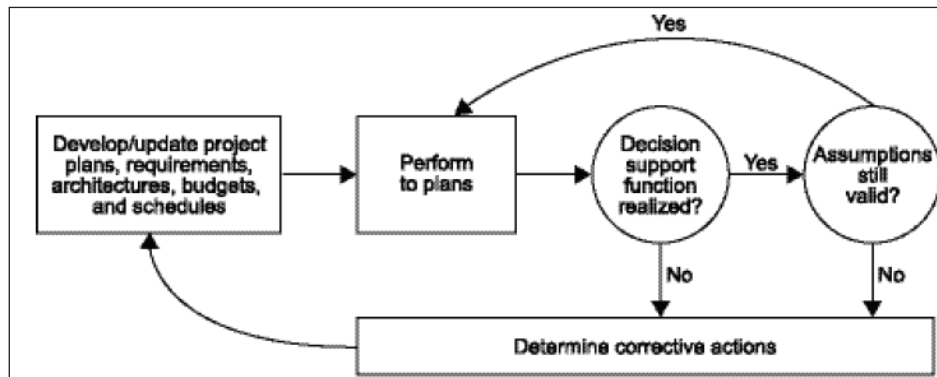 Yes
Develop/update project
plans, requirements,
architectures, budgets,
and schedules
Perform
to plans
Decision
support
function
realized?
Yes
Assumptions
still
valid?
No
No
Determine corrective actions